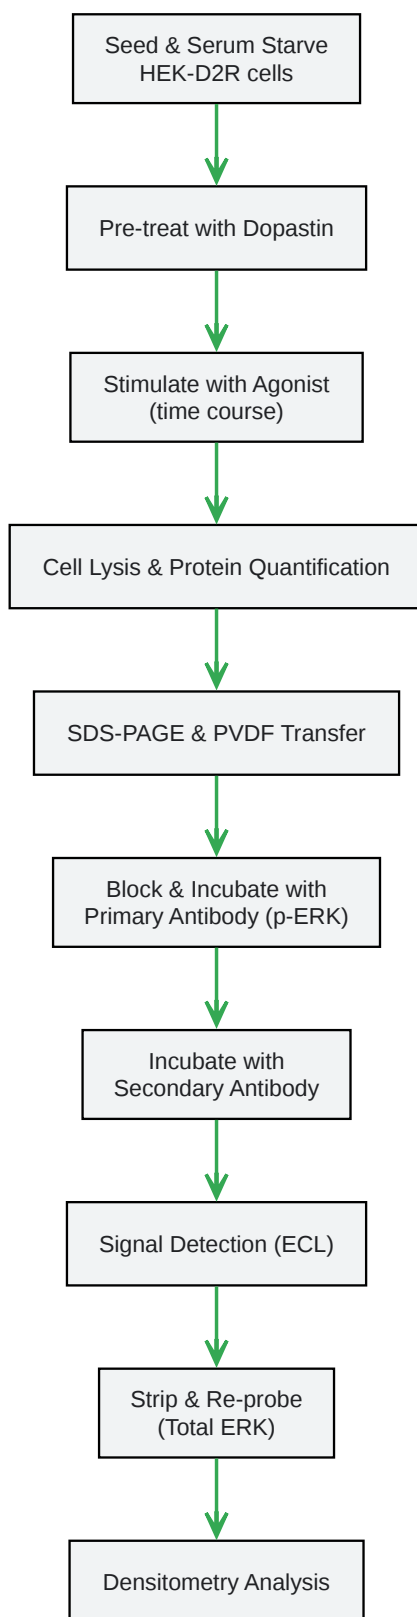 Seed & Serum Starve
HEK-D2R cells
Pre-treat with Dopastin
Stimulate with Agonist
(time course)
Cell Lysis & Protein Quantification
SDS-PAGE & PVDF Transfer
Block & Incubate with
Primary Antibody (p-ERK)
Incubate with
Secondary Antibody
Signal Detection (ECL)
Strip & Re-probe
(Total ERK)
Densitometry Analysis